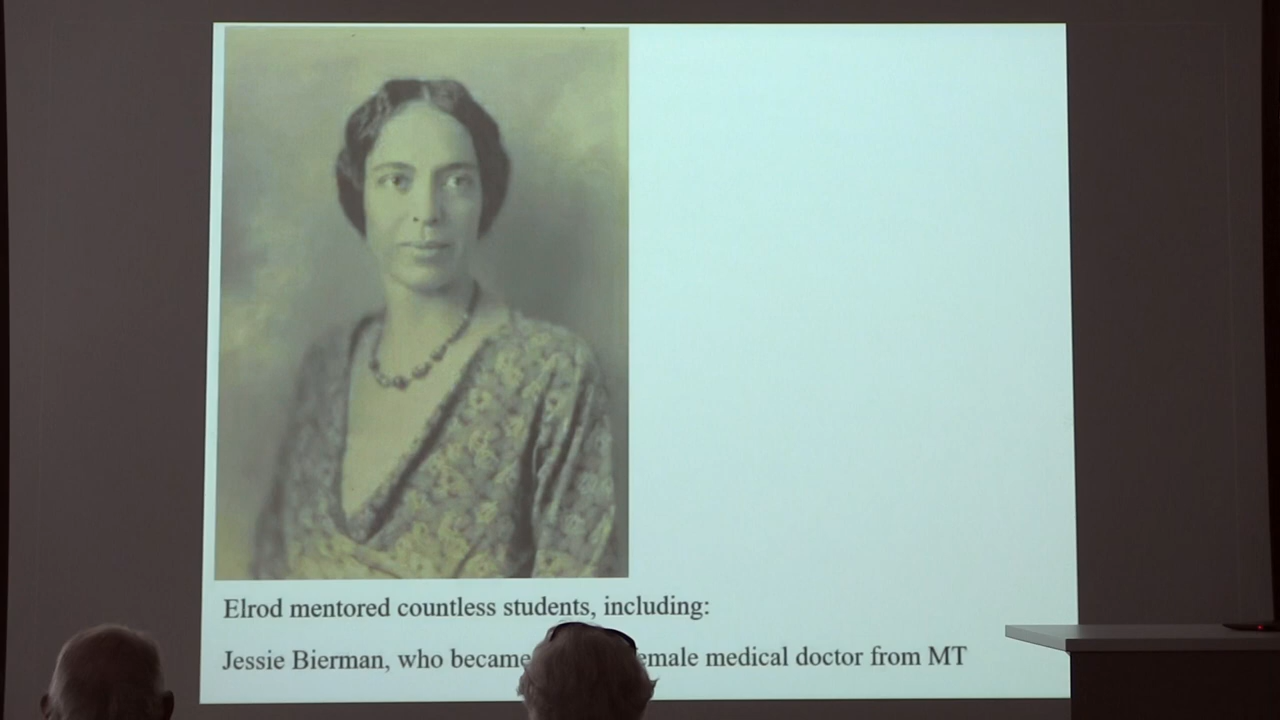 Elrod mentored countless students, including:
Jessie Bierman, who became emale medical doctor from MT